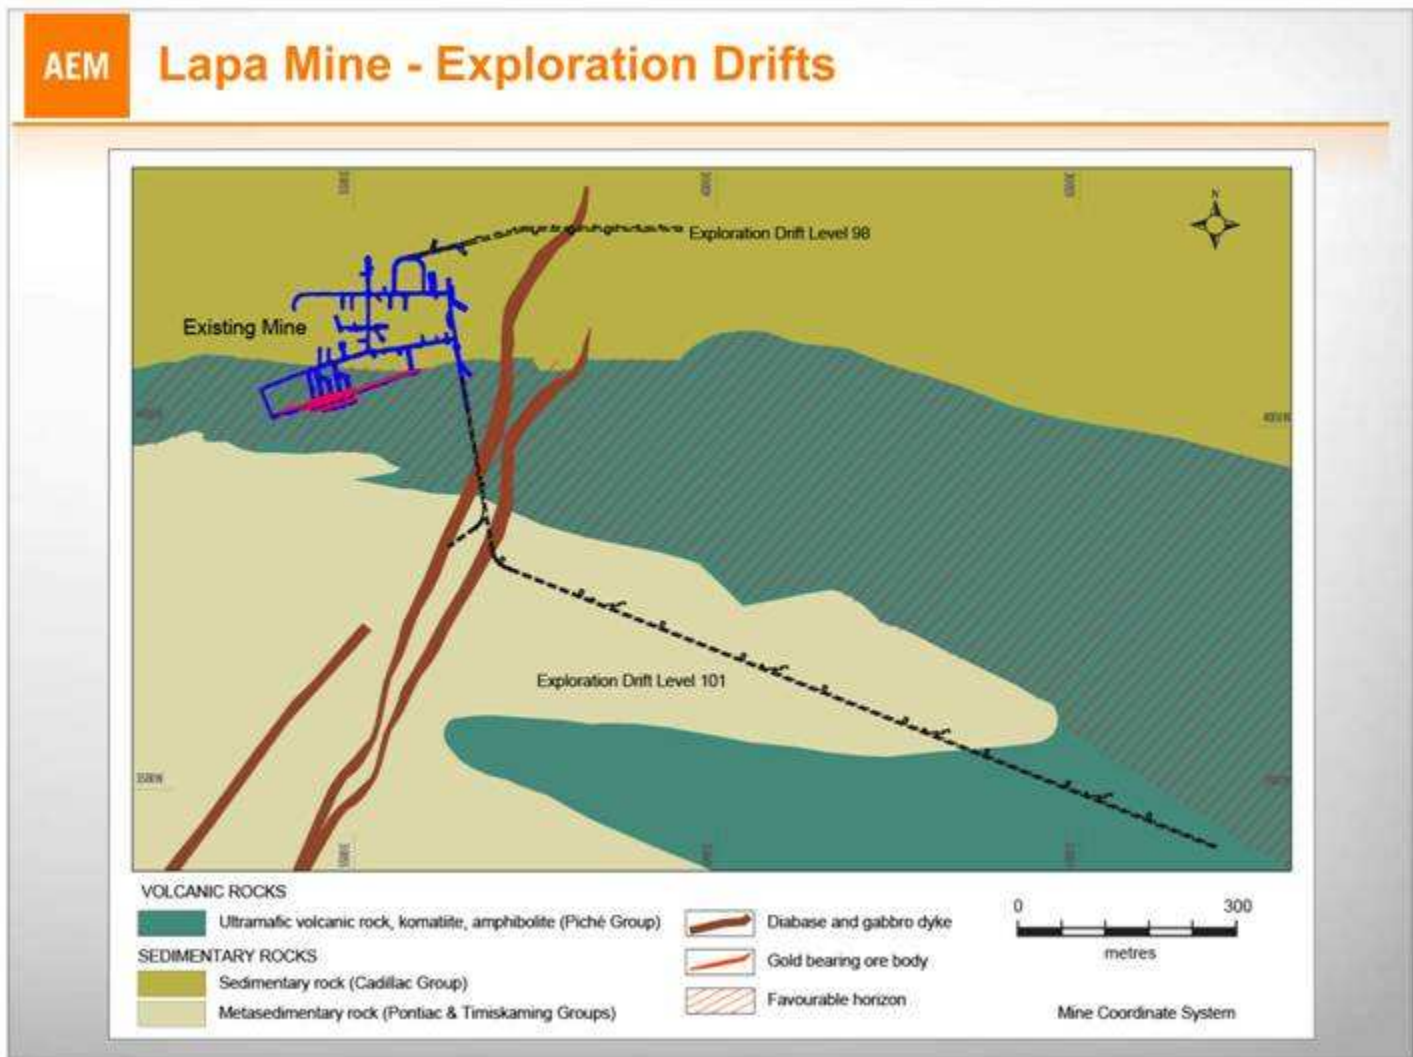 AEM
Lapa Mine - Exploration Drifts
Exploration Drift Level 98
N
Existing Mine
Exploration Drift Level 101
VOLCANIC ROCKS
Ultramafic volcanic rock, komatiite, amphibolite (Piché Group)
SEDIMENTARY ROCKS
Sedimentary rock (Cadillac Group)
Metasedimentary rock (Pontiac & Timiskaming Groups)
Diabase and gabbro dyke
Gold bearing ore body
Favourable horizon
0 300
metres
Mine Coordinate System